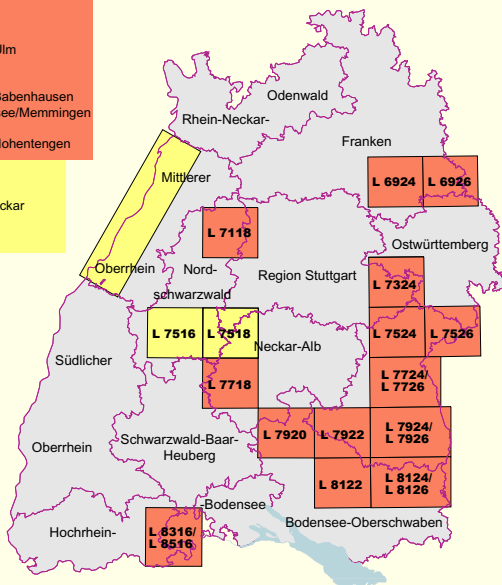 Ulm
Babenhausen
see/Memmingen
Hohentengen
ckar
Odenwald
Rhein-Neckar-
Franken
Mittlerer
L 6924
L 6926
L 7118
Ostwürttemberg
Oberrhein
Nord-
schwarzwald
Region Stuttgart
L 7324
L 7516
L 7518
L 7524
L 7526
Neckar-Alb
Südlicher
L 7718
L 7724/
L 7726
Oberrhein
Schwarzwald-Baar-
Heuberg
L 7920
L 7922
L 7924/
L 7926
L 8122
L 8124/
L 8126
-Bodensee
Hochrhein-
L 8316/
L 8516
Bodensee-Oberschwaben